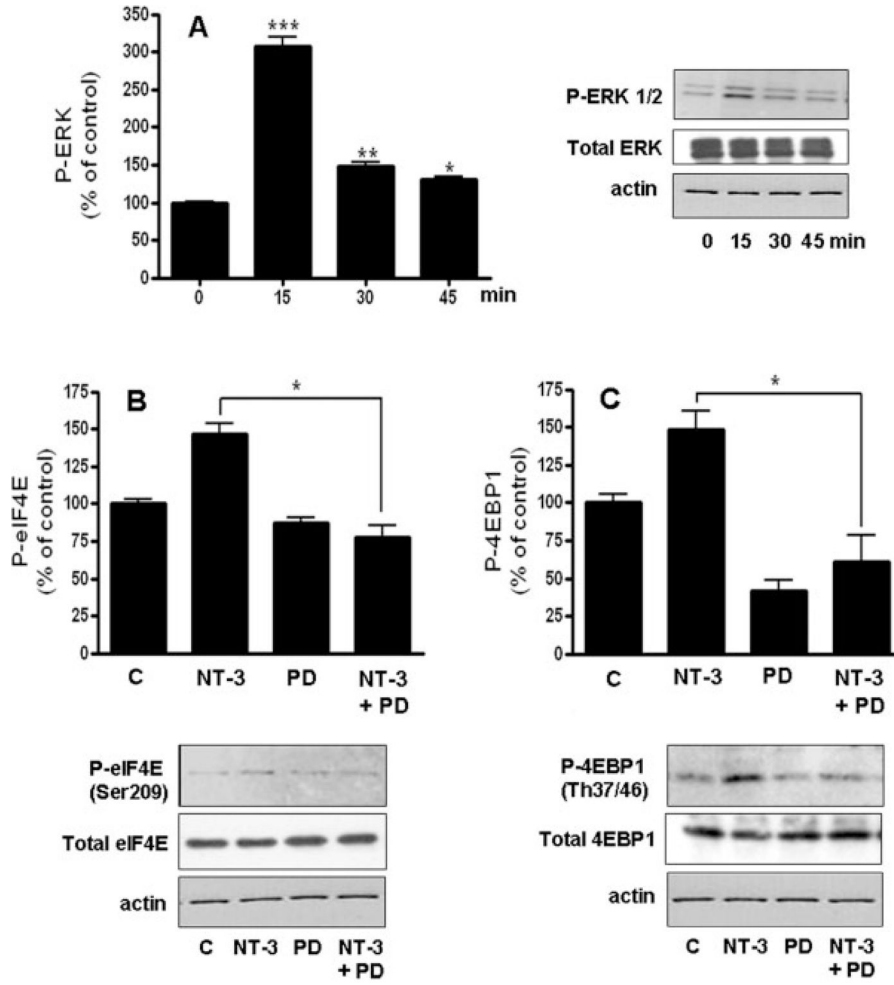 A
P-ERK
(% of control)
350
300
250
200
150
100
50
0
***
**
*
0 15 30 45 min
P-ERK 1/2
Total ERK
actin
0 15 30 45 min
B
P-eIF4E
(% of control)
175
150
125
100
75
50
25
0
*
C NT-3 PD NT-3
+ PD
P-eIF4E
(Ser209)
Total eIF4E
actin
C NT-3 PD NT-3
+ PD
C
P-4EBP1
(% of control)
175
150
125
100
75
50
25
0
*
C NT-3 PD NT-3
+ PD
P-4EBP1
(Th37/46)
Total 4EBP1
actin
C NT-3 PD NT-3
+ PD